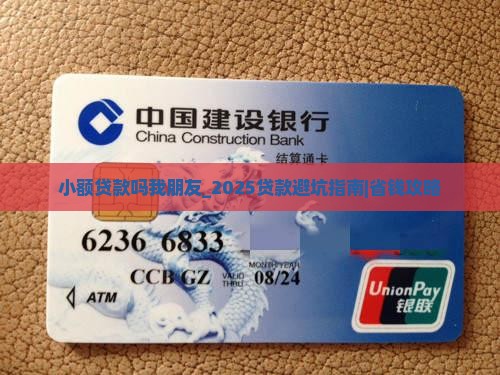 中国建设银行
China Construction Bank
结算通卡
小额贷款吗我朋友_2025贷款避坑指南|省钱攻略
6236 6833
MONTH/YEAR
CCB GZ VALID THRU 08/24
ATM
UnionPay
银联